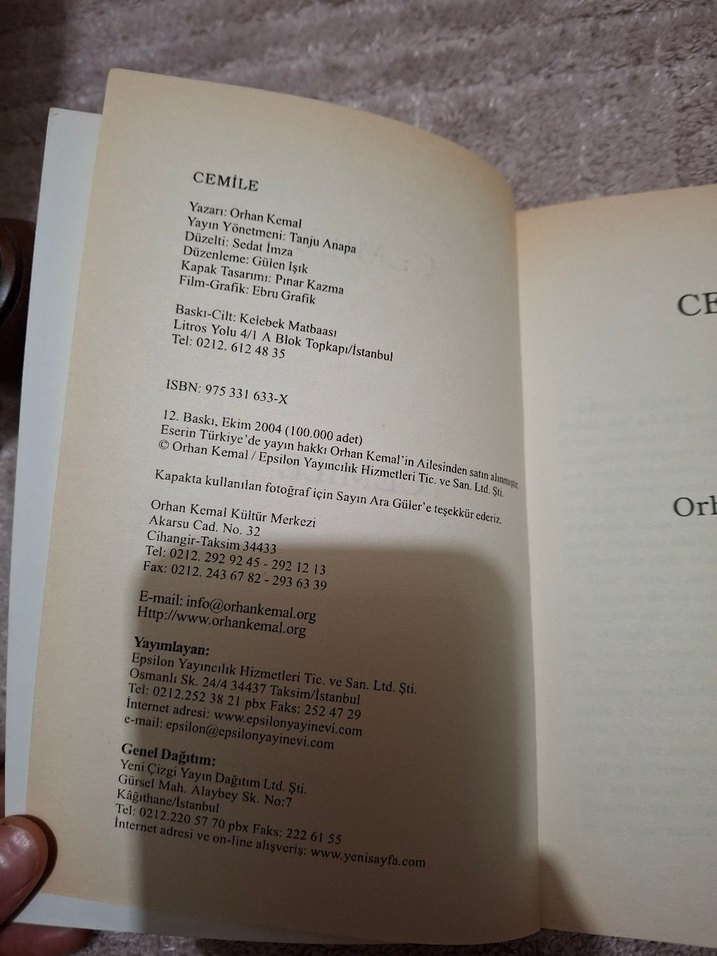 CEMİLE
Yazarı: Orhan Kemal
Yayın Yönetmeni: Tanju Anapa
Düzelti: Sedat İmza
Düzenleme: Gülen Işık
Kapak Tasarımı: Pınar Kazma
Film-Grafik: Ebru Grafik
Baskı-Cilt: Kelebek Matbaası
Litros Yolu 4/1 A Blok Topkapı/İstanbul
Tel: 0212. 612 48 35
ISBN: 975 331 633-X
12. Baskı, Ekim 2004 (100.000 adet)
Eserin Türkiye'de yayın hakkı Orhan Kemal'in Ailesinden satın alınmıştır.
© Orhan Kemal / Epsilon Yayıncılık Hizmetleri Tic. ve San. Ltd. Şti.
Kapakta kullanılan fotoğraf için Sayın Ara Güler'e teşekkür ederiz.
Orhan Kemal Kültür Merkezi
Akarsu Cad. No. 32
Cihangir-Taksim 34433
Tel: 0212. 292 92 45 - 292 12 13
Fax: 0212. 243 67 82 - 293 63 39
E-mail: info@orhankemal.org
Http://www.orhankemal.org
Yayımlayan:
Epsilon Yayıncılık Hizmetleri Tic. ve San. Ltd. Şti.
Osmanlı Sk. 24/4 34437 Taksim/İstanbul
Tel: 0212.252 38 21 pbx Faks: 252 47 29
İnternet adresi: www.epsilonyayinevi.com
e-mail: epsilon@epsilonyayinevi.com
Genel Dağıtım:
Yeni Çizgi Yayın Dağıtım Ltd. Şti.
Gürsel Mah. Alaybey Sk. No:7
Kâğıthane/İstanbul
Tel: 0212.220 57 70 pbx Faks: 222 61 55
İnternet adresi ve on-line alışveriş: www.yenisayfa.com
CE
Orh